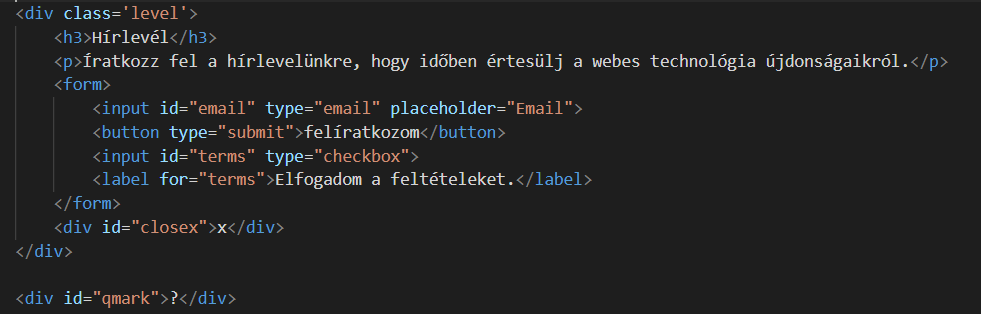 <div class='level'>
<h3>Hírlevél</h3>
<p>Íratkozz fel a hírlevelünkre, hogy időben értesülj a webes technológia újdonságaikról.</p>
<form>
<input id="email" type="email" placeholder="Email">
<button type="submit">felíratkozom</button>
<input id="terms" type="checkbox">
<label for="terms">Elfogadom a feltételeket.</label>
</form>
<div id="closex">x</div>
</div>
<div id="qmark">?</div>